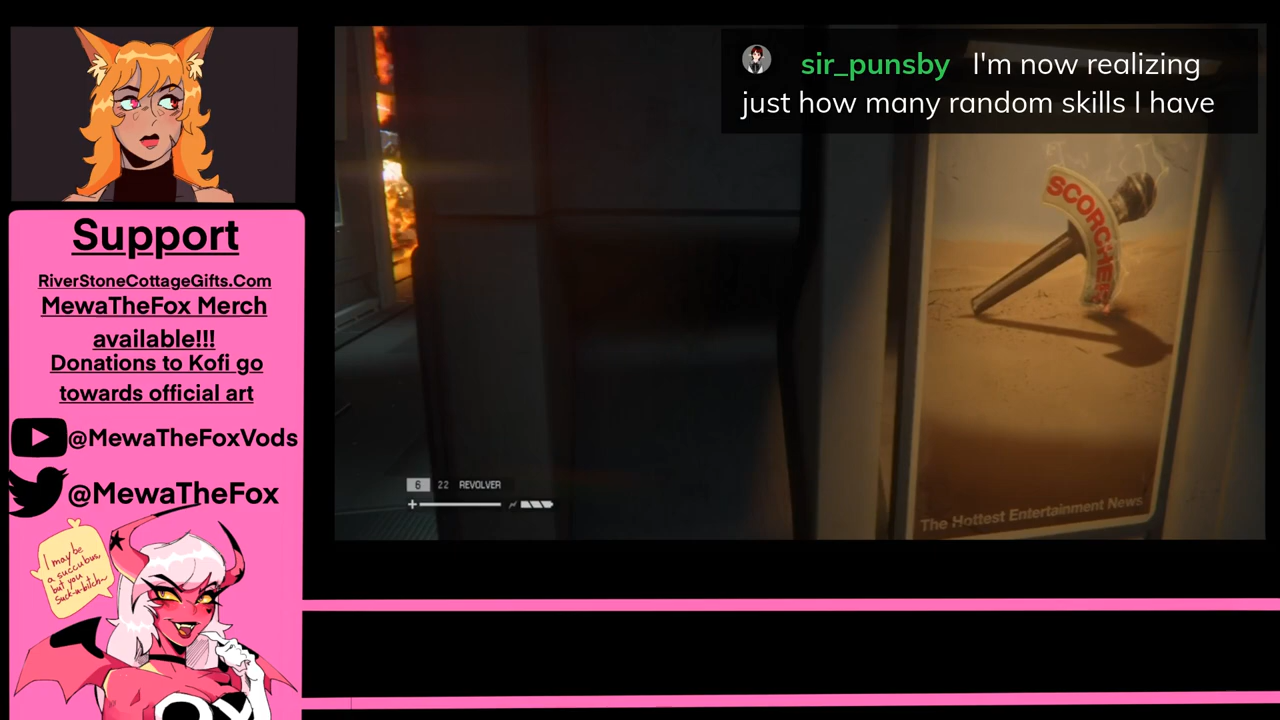 sir_punsby I'm now realizing
just how many random skills I have
Support
RiverStoneCottageGifts.Com
MewaTheFox Merch
available!!!
Donations to Kofi go
towards official art
@MewaTheFoxVods
@MewaTheFox
I may be
a succubus,
but you
suck-a-bitch~
SCORCHER!
The Hottest Entertainment News
6 22 REVOLVER